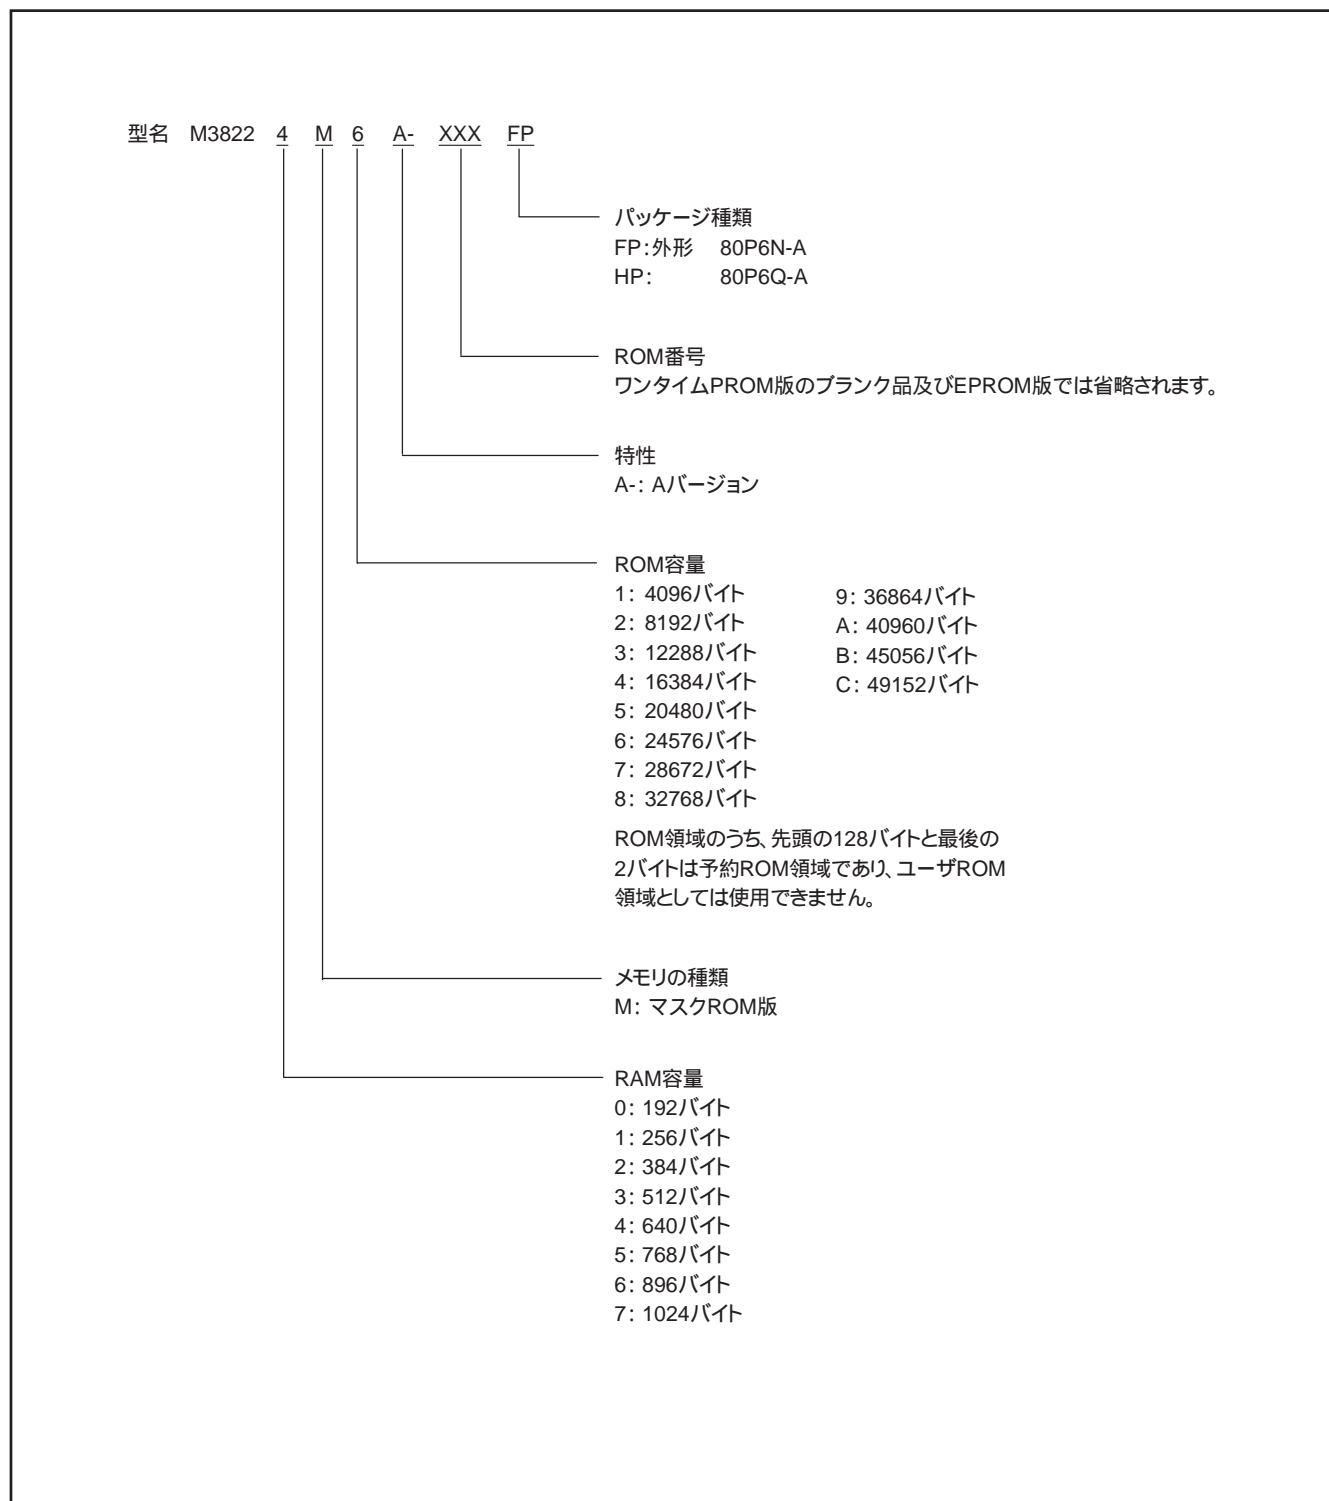 型名 M3822 4 M 6 A- XXX FP
パッケージ種類
FP:外形 80P6N-A
HP: 80P6Q-A
ROM番号
ワンタイムPROM版のブランク品及びEPROM版では省略されます。
特性
A-: Aバージョン
ROM容量
1: 4096バイト
2: 8192バイト
3: 12288バイト
4: 16384バイト
5: 20480バイト
6: 24576バイト
7: 28672バイト
8: 32768バイト
9: 36864バイト
A: 40960バイト
B: 45056バイト
C: 49152バイト
ROM領域のうち、先頭の128バイトと最後の
2バイトは予約ROM領域であり、ユーザROM
領域としては使用できません。
メモリの種類
M: マスクROM版
RAM容量
0: 192バイト
1: 256バイト
2: 384バイト
3: 512バイト
4: 640バイト
5: 768バイト
6: 896バイト
7: 1024バイト